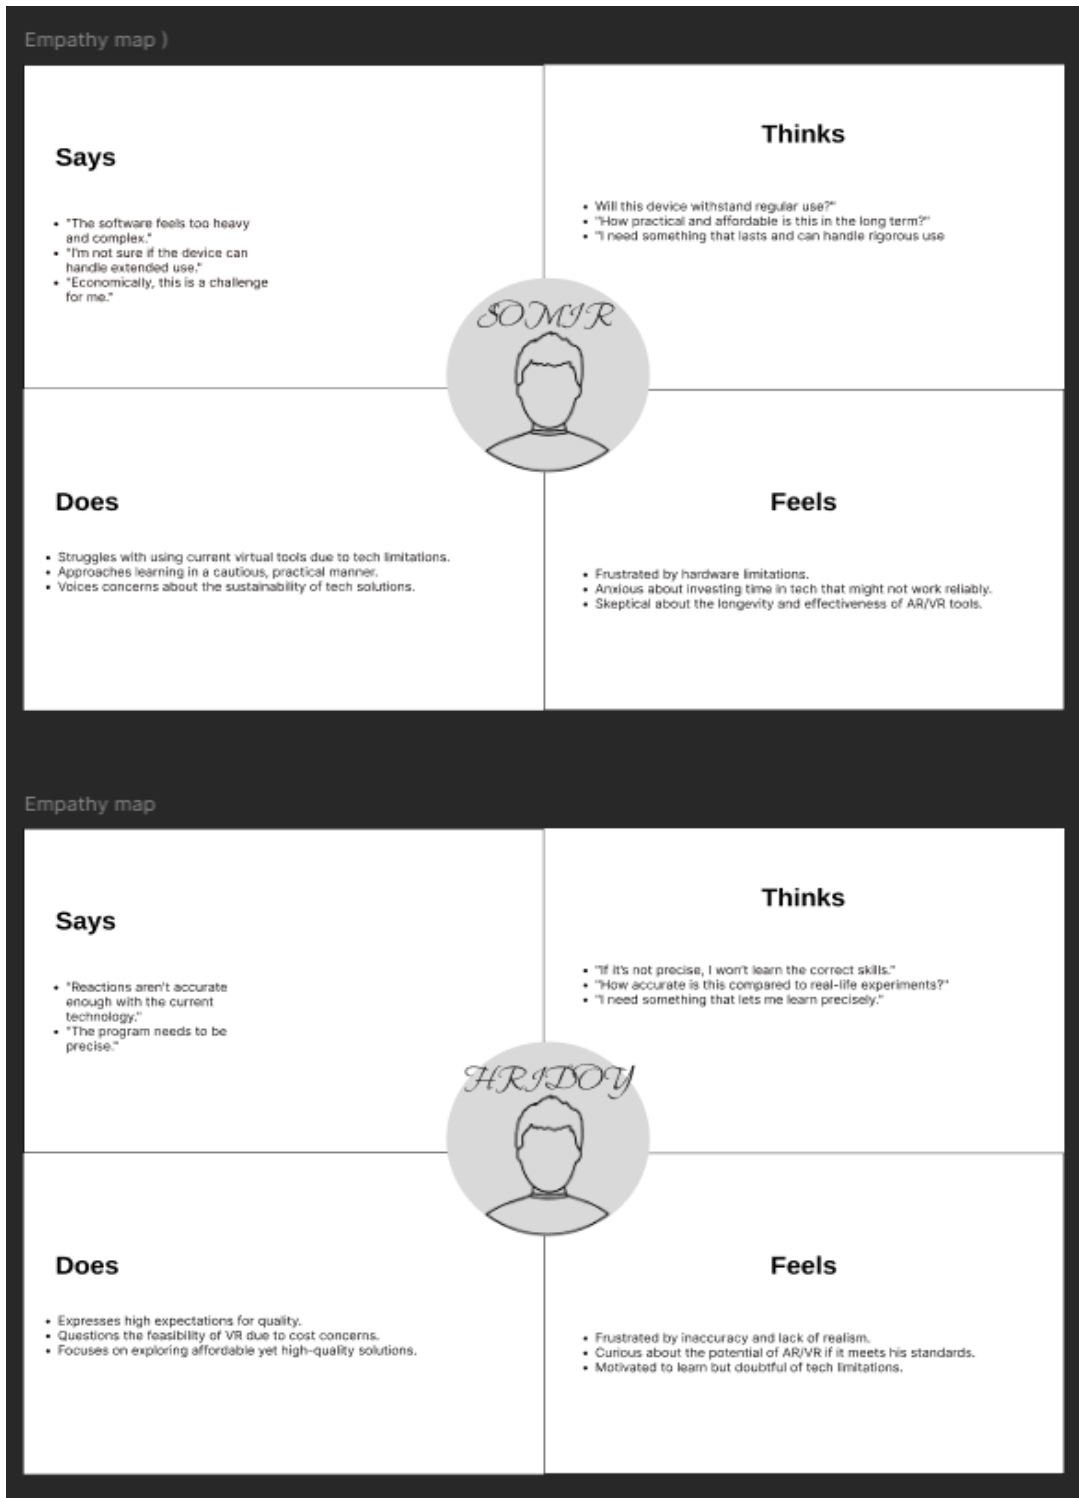 Empathy map )
Says
• "The software feels too heavy
and complex."
• "I'm not sure if the device can
handle extended use."
• "Economically, this is a challenge
for me."
Thinks
• Will this device withstand regular use?"
• "How practical and affordable is this in the long term?"
• "I need something that lasts and can handle rigorous use
SOMIR
Does
• Struggles with using current virtual tools due to tech limitations.
• Approaches learning in a cautious, practical manner.
• Voices concerns about the sustainability of tech solutions.
Feels
• Frustrated by hardware limitations.
• Anxious about investing time in tech that might not work reliably.
• Skeptical about the longevity and effectiveness of AR/VR tools.
Empathy map
Says
• "Reactions aren't accurate
enough with the current
technology."
• "The program needs to be
precise."
Thinks
• "If it's not precise, I won't learn the correct skills."
• "How accurate is this compared to real-life experiments?"
• "I need something that lets me learn precisely."
HRIDOY
Does
• Expresses high expectations for quality.
• Questions the feasibility of VR due to cost concerns.
• Focuses on exploring affordable yet high-quality solutions.
Feels
• Frustrated by inaccuracy and lack of realism.
• Curious about the potential of AR/VR if it meets his standards.
• Motivated to learn but doubtful of tech limitations.